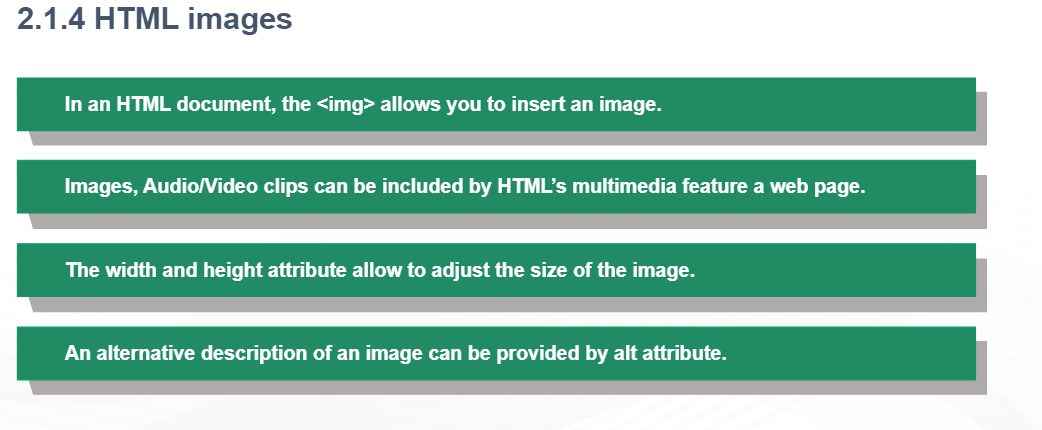 2.1.4 HTML images
In an HTML document, the <img> allows you to insert an image.
Images, Audio/Video clips can be included by HTML’s multimedia feature a web page.
The width and height attribute allow to adjust the size of the image.
An alternative description of an image can be provided by alt attribute.